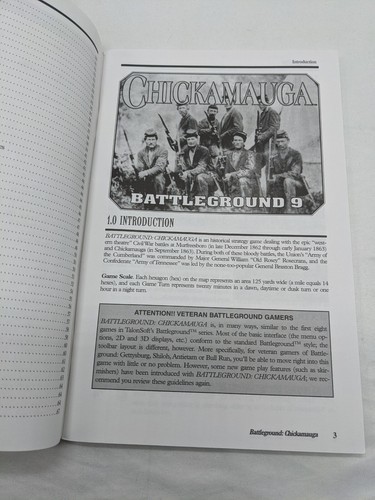 Introduction
CHICKAMAUGA
BATTLEGROUND 9
1.0 INTRODUCTION
BATTLEGROUND: CHICKAMAUGA is an historical strategy game dealing with the epic "west-
ern theatre" Civil War battles at Murfreesboro (in late December 1862 through early January 1863)
and Chickamauga (in September 1863). During both of these bloody battles, the Union's "Army of
the Cumberland" was commanded by Major General William "Old Rosey" Rosecrans, and the
Confederate "Army of Tennessee" was led by the none-too-popular General Braxton Bragg.
Game Scale. Each hexagon (hex) on the map represents an area 125 yards wide (a mile equals 14
hexes), and each Game Turn represents twenty minutes in a dawn, daytime or dusk turn or one
hour in a night turn.
ATTENTION!! VETERAN BATTLEGROUND GAMERS
BATTLEGROUND: CHICKAMAUGA is, in many ways, similar to the first eight
games in TalonSoft's Battleground™ series. Most of the basic interface (the menu op-
tions, 2D and 3D displays, etc.) conform to the standard Battleground™ style; the
toolbar layout is different, however. More specifically, for veteran gamers of Battle-
ground: Gettysburg, Shiloh, Antietam or Bull Run, you'll be able to move right into this
game with little or no problem. However, some new game play features (such as skir-
mishers) have been introduced with BATTLEGROUND: CHICKAMAUGA; we rec-
ommend you review these guidelines again.
Battleground: Chickamauga
3